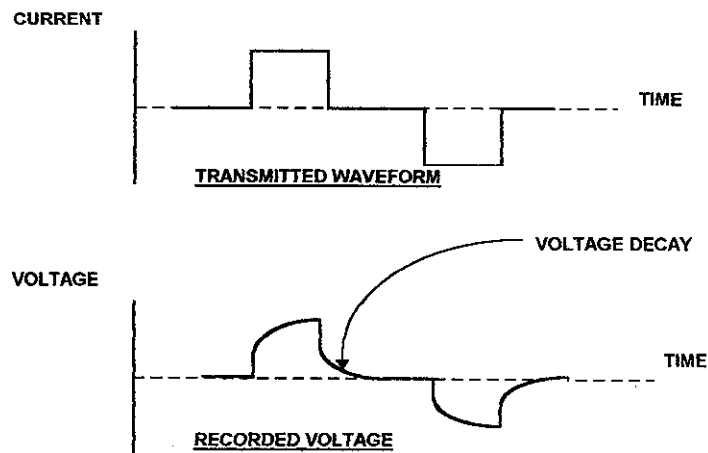 CURRENT
TIME
TRANSMITTED WAVEFORM
VOLTAGE DECAY
VOLTAGE
TIME
RECORDED VOLTAGE